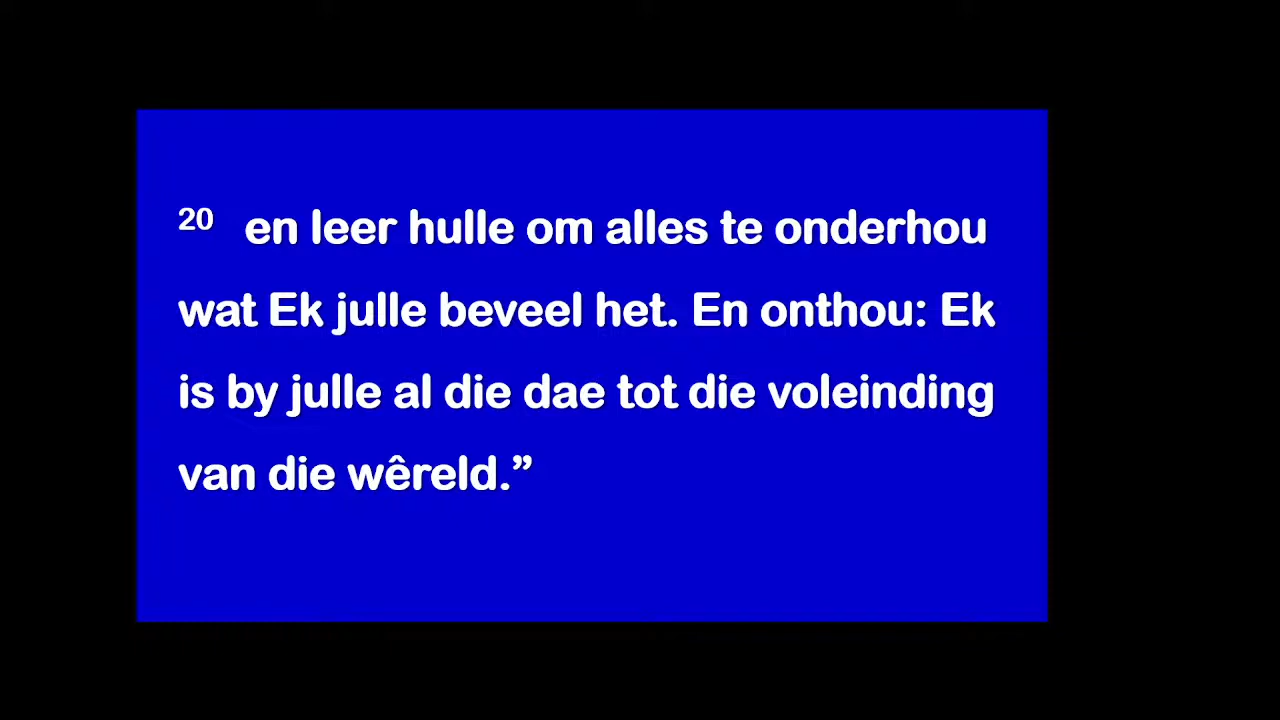 20 en leer hulle om alles te onderhou
wat Ek julle beveel het. En onthou: Ek
is by julle al die dae tot die voleinding
van die wêreld.”